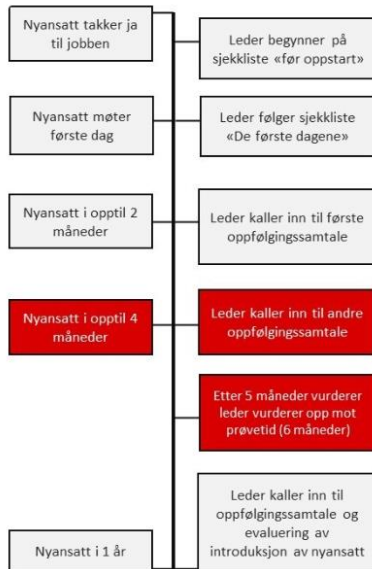 Nyansatt takker ja
til jobben
Leder begynner på
sjekkliste «før oppstart»
Nyansatt møter
første dag
Leder følger sjekkliste
«De første dagene»
Nyansatt i opptil 2
måneder
Leder kaller inn til første
oppfølgingssamtale
Nyansatt i opptil 4
måneder
Leder kaller inn til andre
oppfølgingssamtale
Etter 5 måneder vurderer
leder vurderer opp mot
prøvetid (6 måneder)
Leder kaller inn til
oppfølgingssamtale og
evaluering av
introduksjon av nyansatt
Nyansatt i 1 år